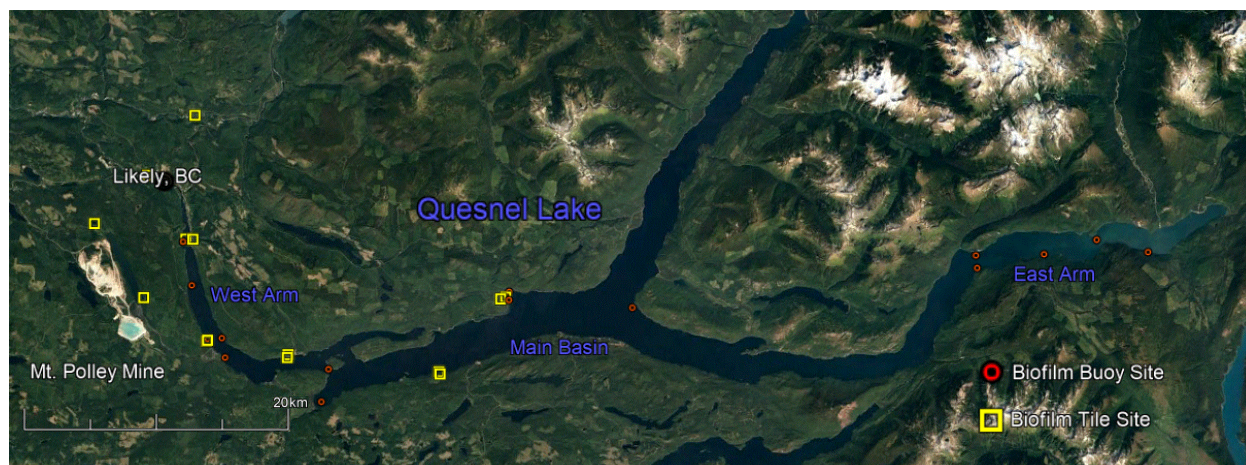 Likely, BC
Quesnel Lake
East Arm
West Arm
Main Basin
Mt. Polley Mine
Biofilm Buoy Site
20km
Biofilm Tile Site